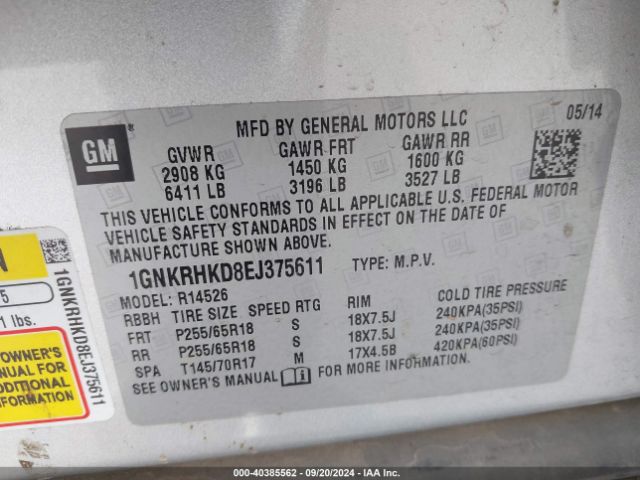 MFD BY GENERAL MOTORS LLC
05/14
GM
GVWR GAWR FRT GAWR RR
2908 KG 1450 KG 1600 KG
6411 LB 3196 LB 3527 LB
THIS VEHICLE CONFORMS TO ALL APPLICABLE U.S. FEDERAL MOTOR
VEHICLE SAFETY STANDARDS IN EFFECT ON THE DATE OF
MANUFACTURE SHOWN ABOVE.
1GNKRHKD8EJ375611 TYPE: M.P.V.
MODEL: R14526
RBBH TIRE SIZE SPEED RTG RIM COLD TIRE PRESSURE
FRT P255/65R18 S 18X7.5J 240KPA(35PSI)
RR P255/65R18 S 18X7.5J 240KPA(35PSI)
SPA T145/70R17 M 17X4.5B 420KPA(60PSI)
SEE OWNER'S MANUAL FOR MORE INFORMATION.
N
5
1 lbs.
OWNER'S
MANUAL FOR
ADDITIONAL
1GNKRHKD8EJ375611
000-40385562 - 09/20/2024 - IAA Inc.